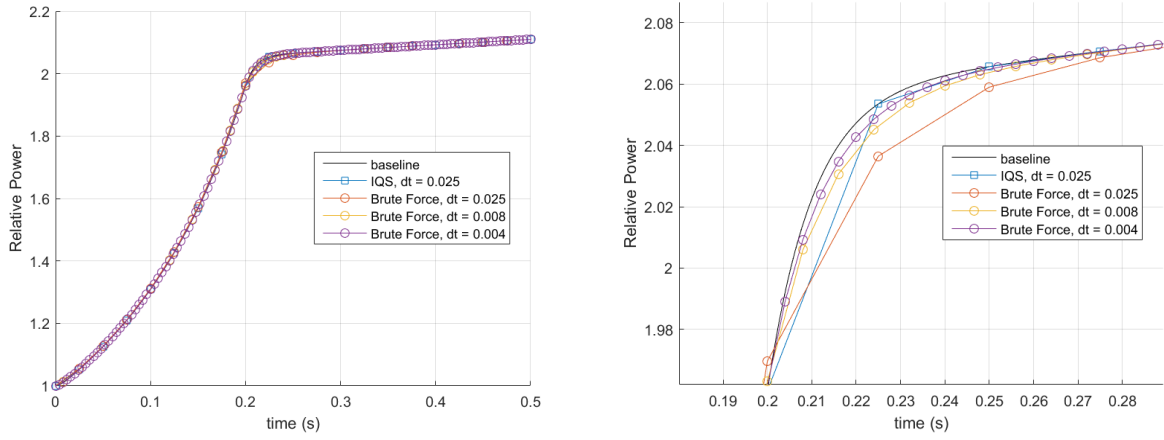 2.2
2
1.8
1.6
1.4
1.2
1
Relative Power
0
0.1
0.2
0.3
0.4
0.5
time (s)
baseline
IQS, dt = 0.025
Brute Force, dt = 0.025
Brute Force, dt = 0.008
Brute Force, dt = 0.004
2.08
2.06
2.04
2.02
2
1.98
Relative Power
0.19
0.2
0.21
0.22
0.23
0.24
0.25
0.26
0.27
0.28
time (s)
baseline
IQS, dt = 0.025
Brute Force, dt = 0.025
Brute Force, dt = 0.008
Brute Force, dt = 0.004